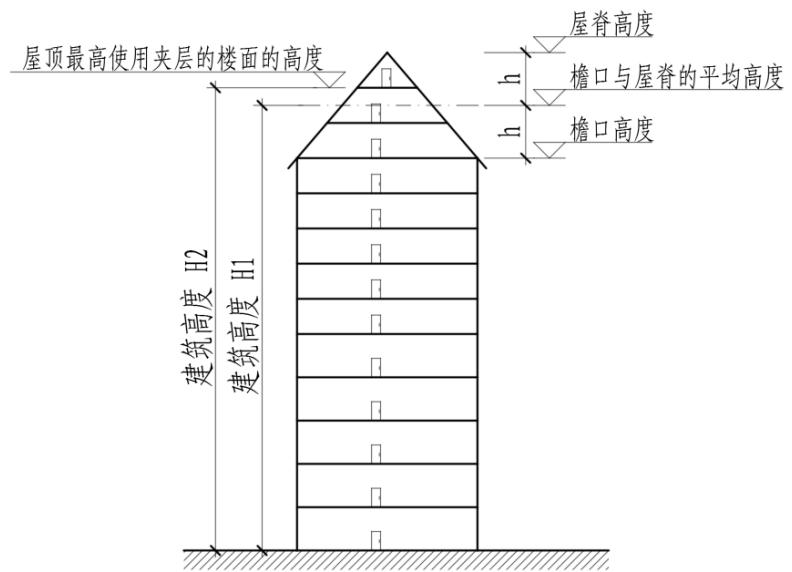 屋脊高度
屋顶最高使用夹层的楼面的高度
檐口与屋脊的平均高度
h
h
檐口高度
建筑高度 H2
建筑高度 H1